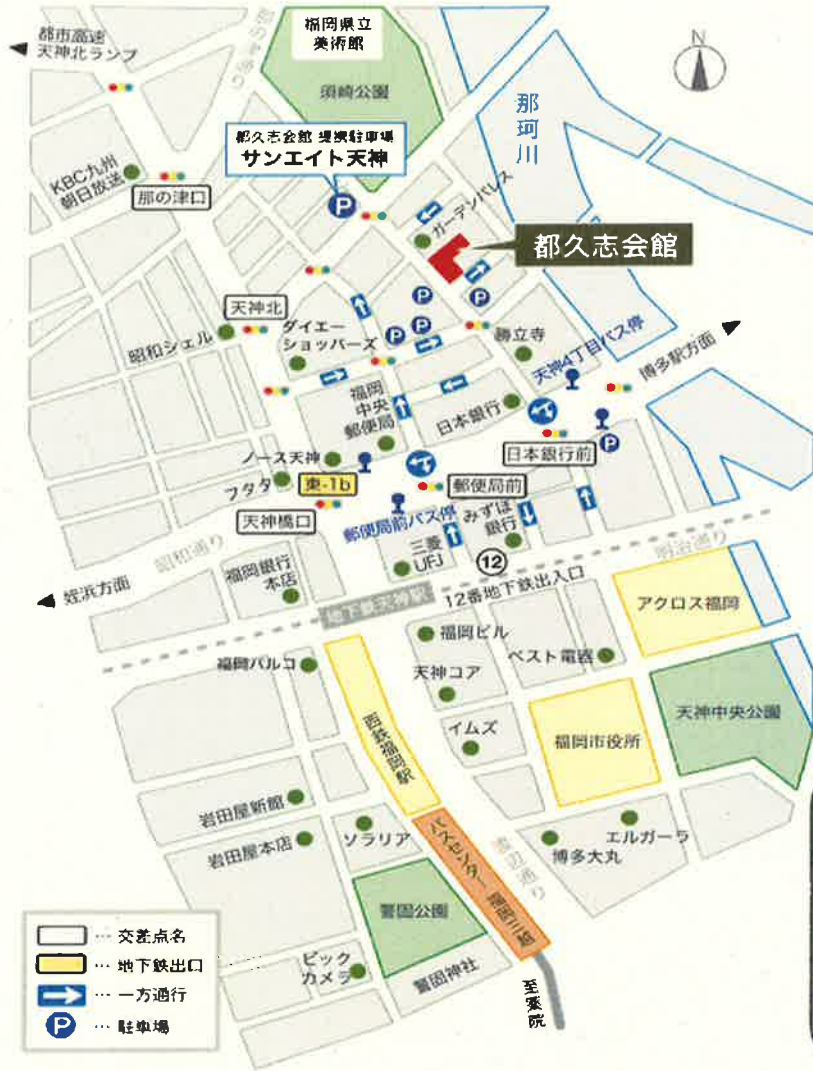 都市高速
天神北ランプ
福岡県立
美術館
須崎公園
N
那珂川
都久志会館 提携駐車場
サンエイト天神
KBC九州
朝日放送
那の津口
P
ガーデンパレス
都久志会館
天神北
昭和シェル
ダイエー
ショッパーズ
P
P
P
P
勝立寺
天神4丁目バス停
博多駅方面
福岡
中央
郵便局
日本銀行
日本銀行前
P
ノース天神
フタタ
東-1b
天神橋口
郵便局前
郵便局前バス停
みずほ
銀行
三菱
UFJ
12
昭和通り
明治通り
姪浜方面
福岡銀行
本店
地下鉄天神駅
12番地下鉄出入口
アクロス福岡
福岡ビル
ベスト電器
福岡パルコ
天神コア
天神中央公園
西鉄福岡駅
イムズ
福岡市役所
岩田屋新館
岩田屋本店
ソラリア
バスセンター 福岡三越
渡辺通り
博多大丸
エルガーラ
警固公園
ビック
カメラ
警固神社
至薬院
… 交差点名
… 地下鉄出口
… 一方通行
P … 駐車場